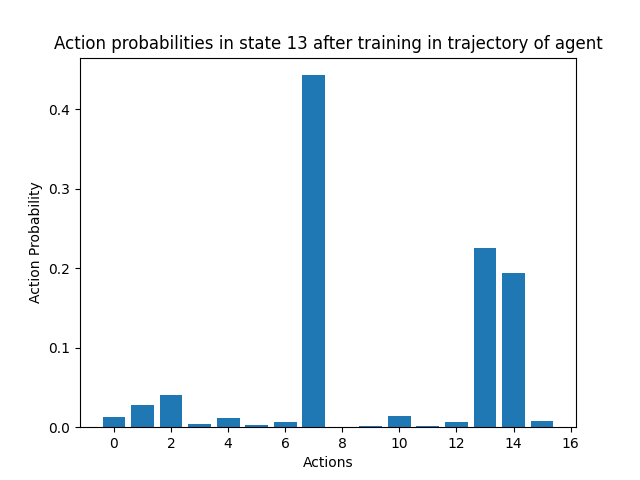 Action probabilities in state 13 after training in trajectory of agent
0.4
0.3
0.2
0.1
0.0
Action Probability
0 2 4 6 8 10 12 14 16
Actions